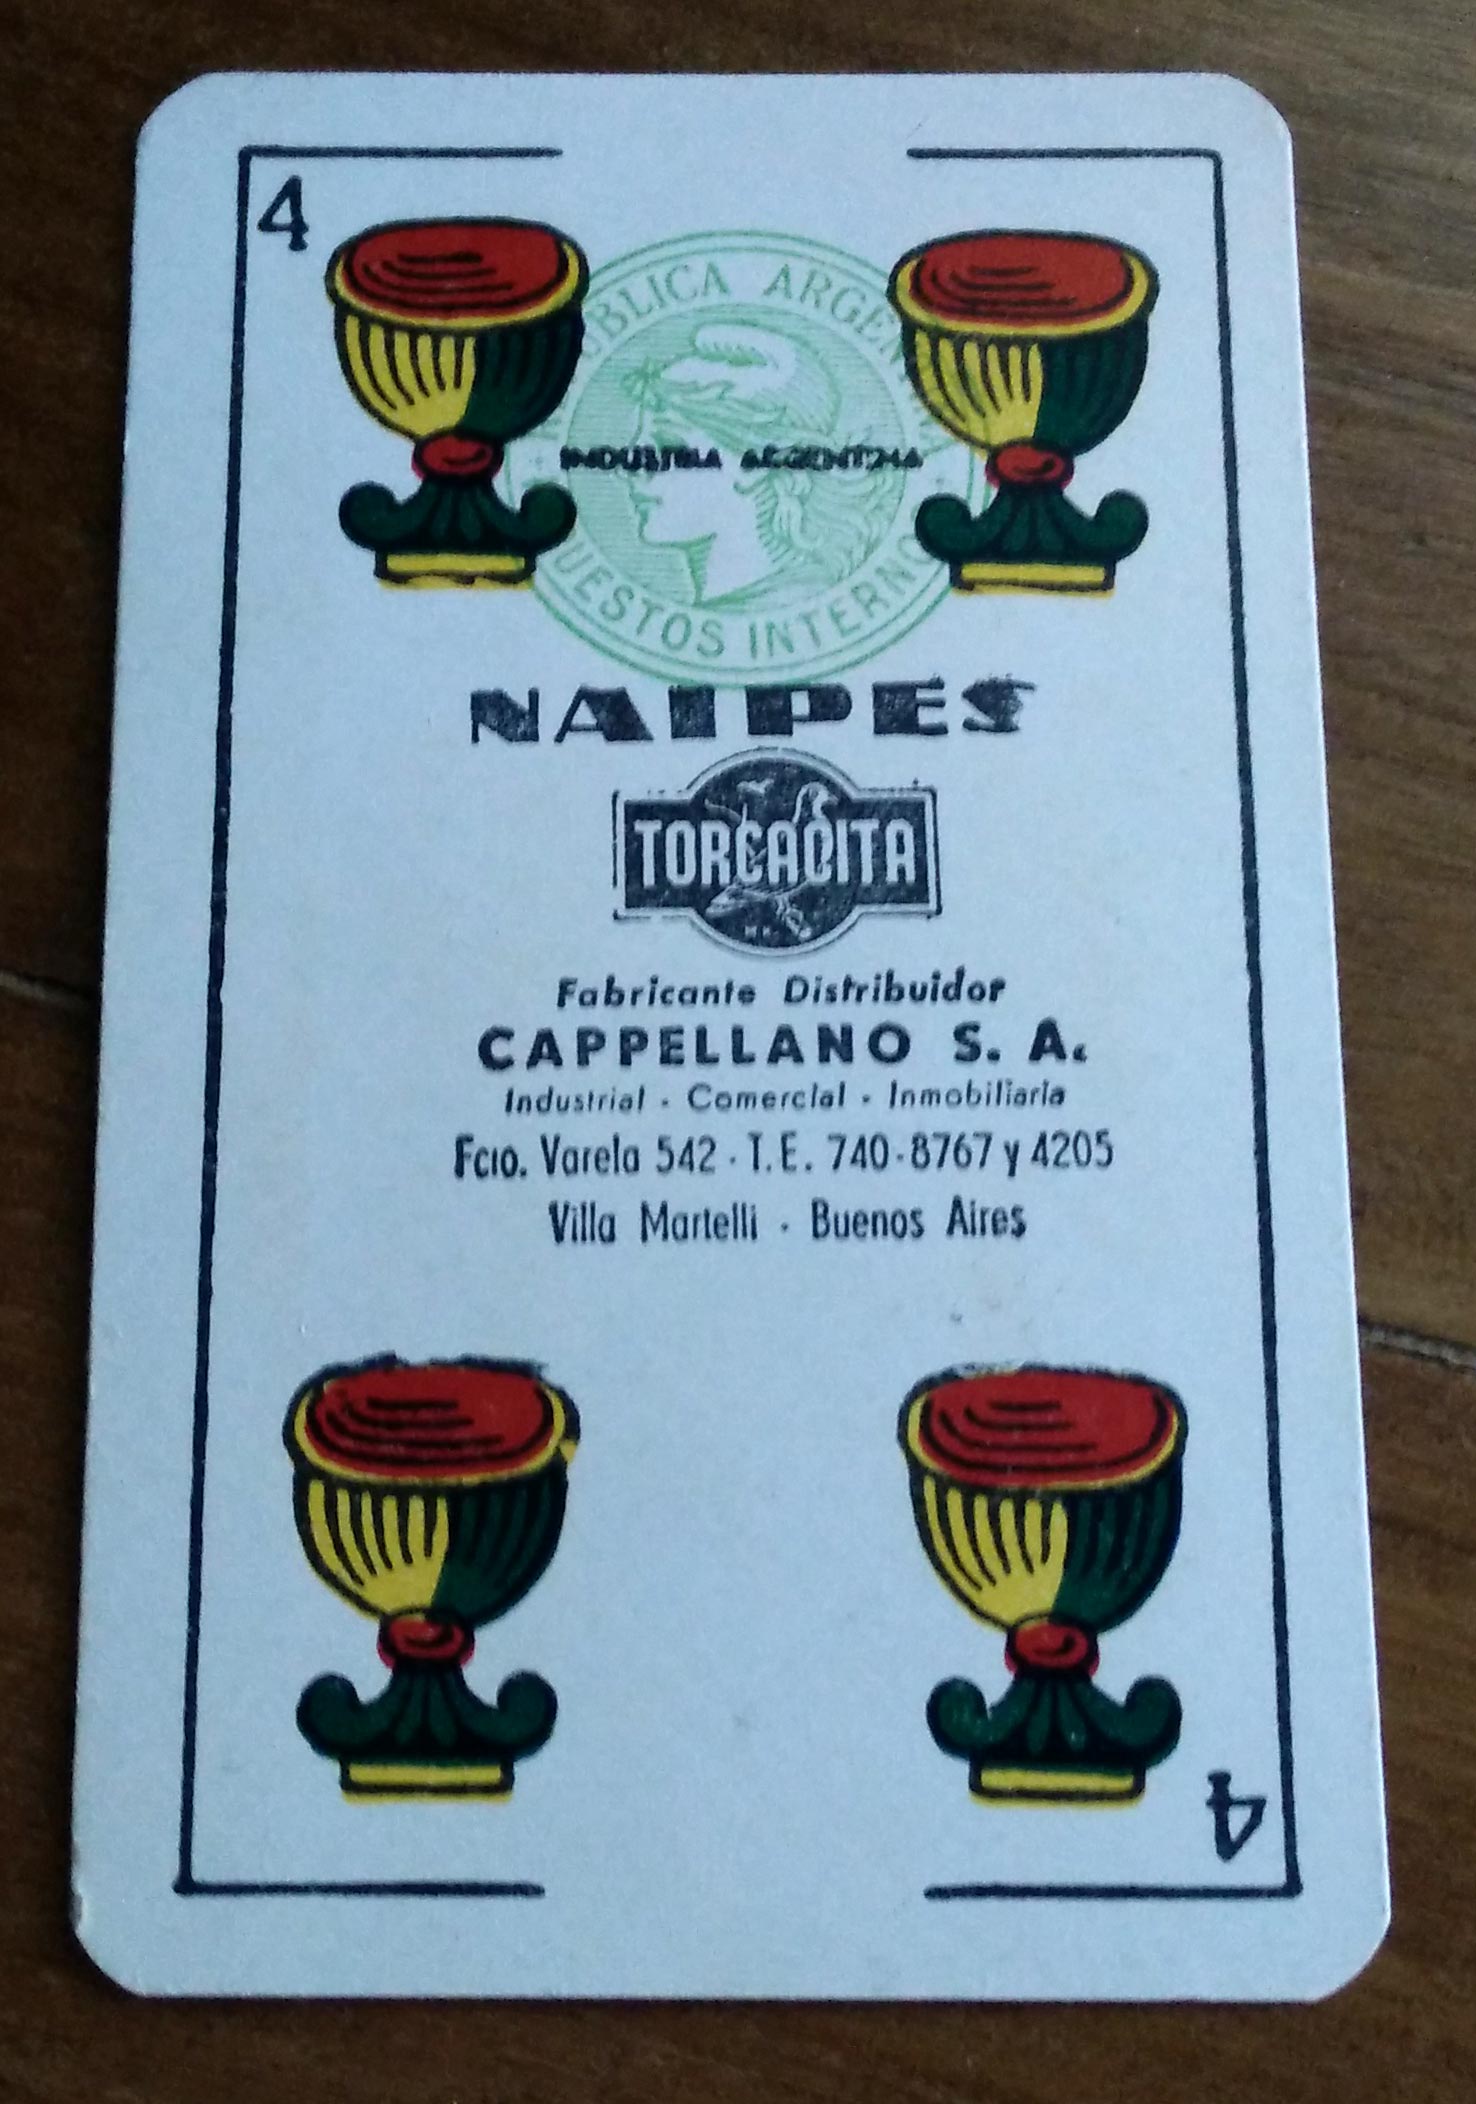 4
REPÚBLICA ARGENTINA
INDUSTRIA ARGENTINA
IMPUESTOS INTERNOS
NAIPES
TORCACITA
Fabricante Distribuidor
CAPPELLANO S. A.
Industrial - Comercial - Inmobiliaria
Fcio. Varela 542 - T.E. 740-8767 y 4205
Villa Martelli - Buenos Aires
4